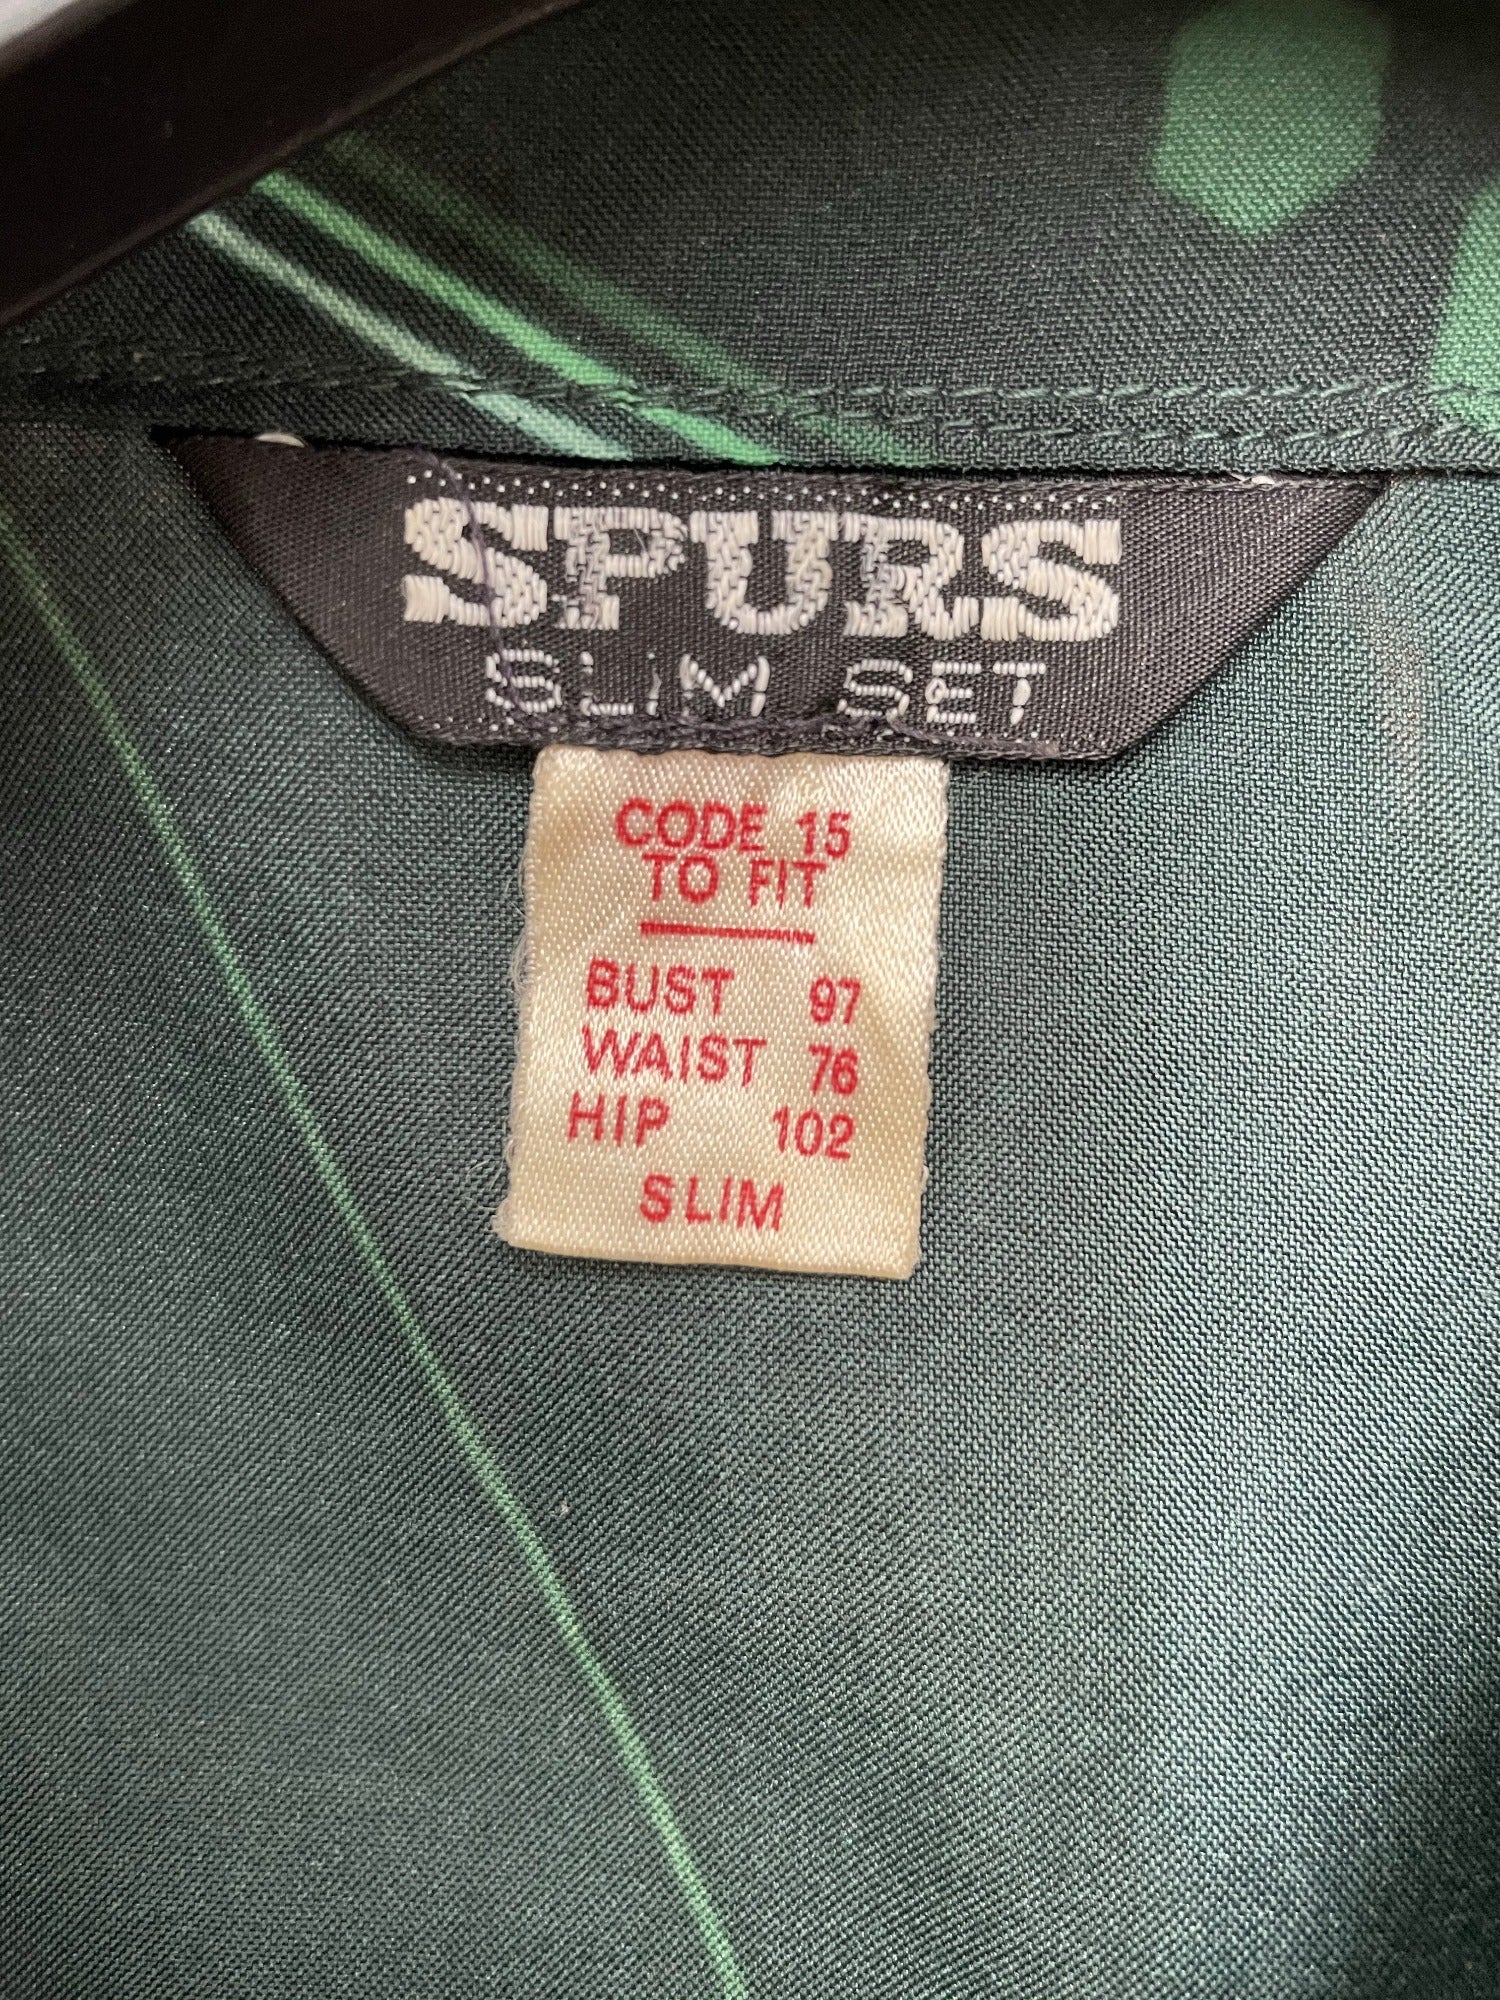 SPURS
SLIM SET
CODE 15
TO FIT
BUST 97
WAIST 76
HIP 102
SLIM